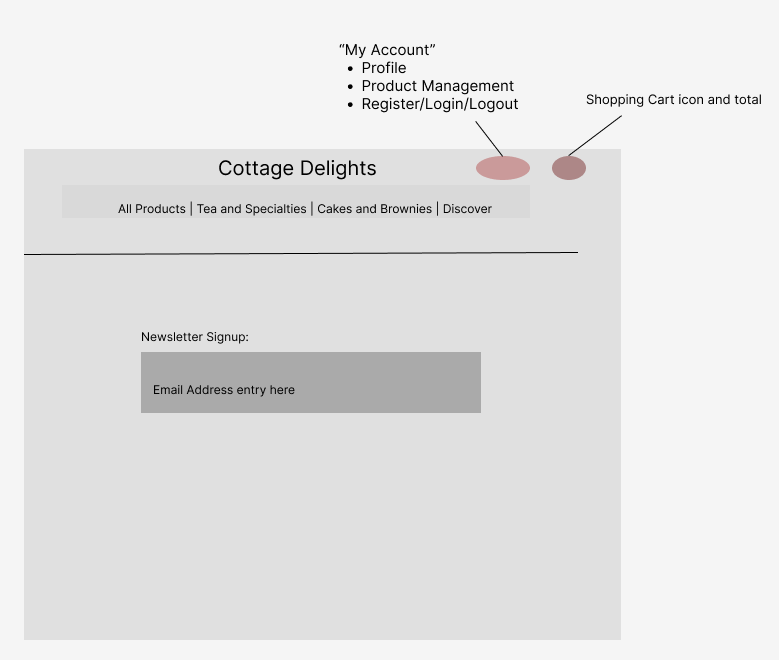 “My Account”
• Profile
• Product Management
• Register/Login/Logout
Shopping Cart icon and total
Cottage Delights
All Products | Tea and Specialties | Cakes and Brownies | Discover
Newsletter Signup:
Email Address entry here